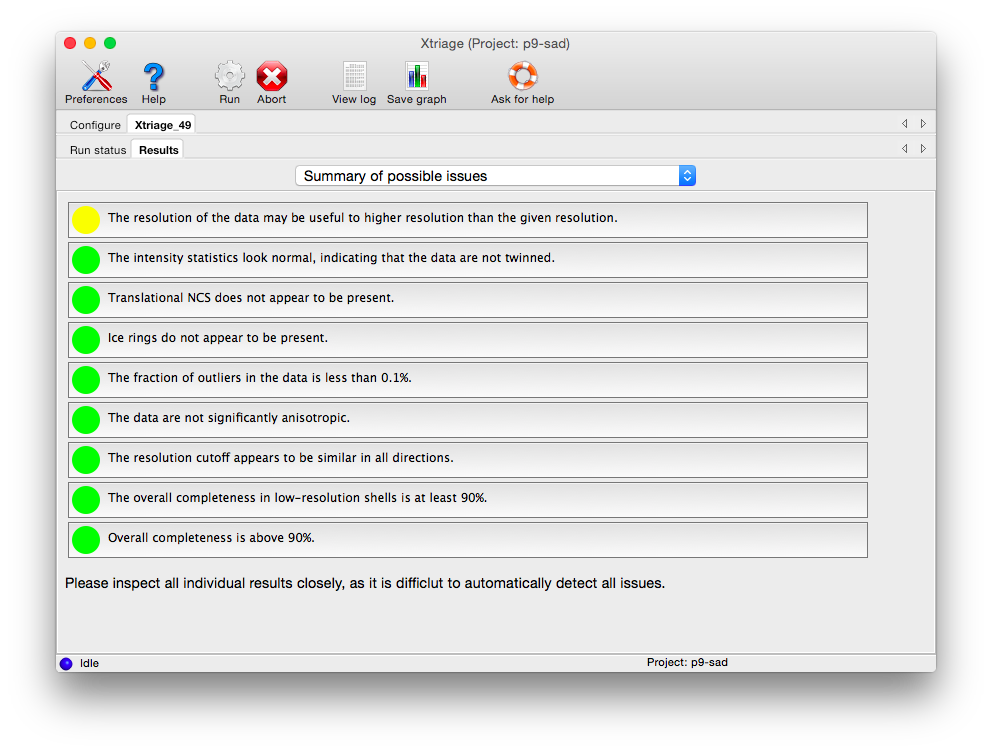 Xtriage (Project: p9-sad)
Preferences Help Run Abort View log Save graph Ask for help
Configure Xtriage_49
Run status Results
Summary of possible issues
The resolution of the data may be useful to higher resolution than the given resolution.
The intensity statistics look normal, indicating that the data are not twinned.
Translational NCS does not appear to be present.
Ice rings do not appear to be present.
The fraction of outliers in the data is less than 0.1%.
The data are not significantly anisotropic.
The resolution cutoff appears to be similar in all directions.
The overall completeness in low-resolution shells is at least 90%.
Overall completeness is above 90%.
Please inspect all individual results closely, as it is difficlut to automatically detect all issues.
Idle Project: p9-sad